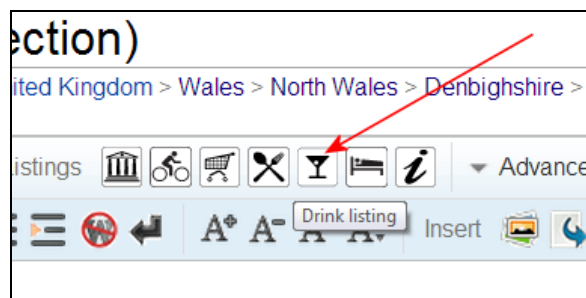 ection)
ited Kingdom > Wales > North Wales > Denbighshire >
istings Advance
Drink listing
Insert